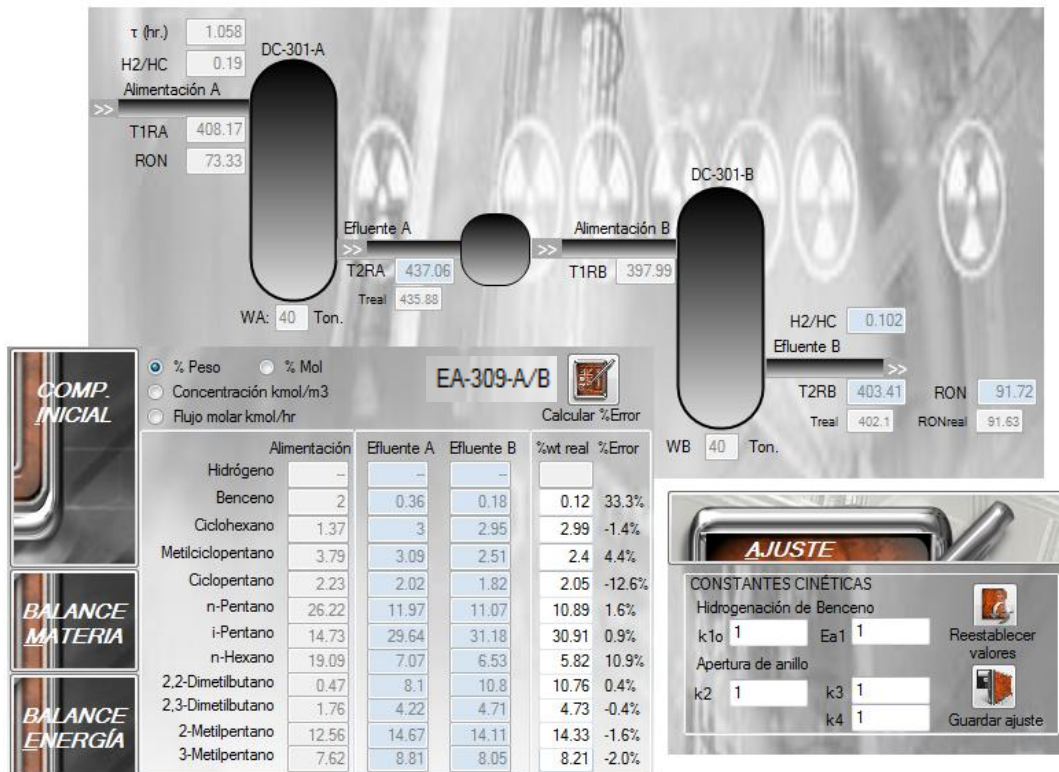 τ (hr.) 1.058
H2/HC 0.19
DC-301-A
Alimentación A
>>
T1RA 408.17
RON 73.33
DC-301-B
Efluente A
Alimentación B
>> >>
T2RA 437.06
T1RB 397.99
Treal 435.88
WA: 40 Ton.
H2/HC 0.102
Efluente B
>>
T2RB 403.41 RON 91.72
Treal 402.1 RONreal 91.63
WB 40 Ton.
COMP.
INICIAL
BALANCE
MATERIA
BALANCE
ENERGÍA
% Peso % Mol
Concentración kmol/m3
Flujo molar kmol/hr
EA-309-A/B
Calcular %Error
Alimentación Efluente A Efluente B %wt real %Error
Hidrógeno -- -- --
Benceno 2 0.36 0.18 0.12 33.3%
Ciclohexano 1.37 3 2.95 2.99 -1.4%
Metilciclopentano 3.79 3.09 2.51 2.4 4.4%
Ciclopentano 2.23 2.02 1.82 2.05 -12.6%
n-Pentano 26.22 11.97 11.07 10.89 1.6%
i-Pentano 14.73 29.64 31.18 30.91 0.9%
n-Hexano 19.09 7.07 6.53 5.82 10.9%
2,2-Dimetilbutano 0.47 8.1 10.8 10.76 0.4%
2,3-Dimetilbutano 1.76 4.22 4.71 4.73 -0.4%
2-Metilpentano 12.56 14.67 14.11 14.33 -1.6%
3-Metilpentano 7.62 8.81 8.05 8.21 -2.0%
AJUSTE
CONSTANTES CINÉTICAS
Hidrogenación de Benceno
k1o 1 Ea1 1
Reestablecer
valores
Apertura de anillo
k2 1 k3 1
k4 1
Guardar ajuste